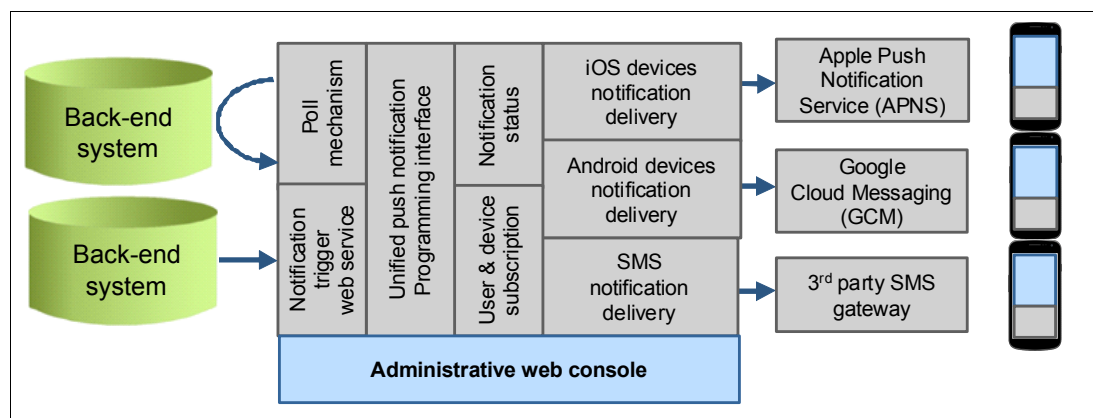 Back-end
system
Back-end
system
Poll
mechanism
Notification
trigger
web service
Unified push notification
Programming interface
Notification
status
User & device
subscription
iOS devices
notification
delivery
Android devices
notification
delivery
SMS
notification
delivery
Apple Push
Notification
Service (APNS)
Google
Cloud Messaging
(GCM)
3rd party SMS
gateway
Administrative web console